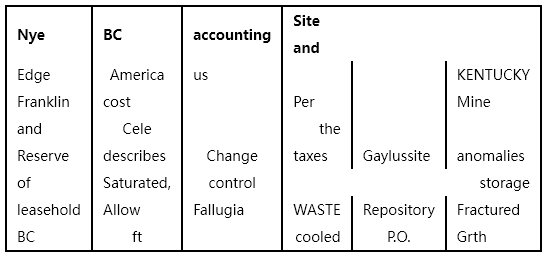 Nye BC accounting Site
and
Edge America us KENTUCKY
Franklin cost Per Mine
and Cele the
Reserve describes Change taxes Gaylussite anomalies
of Saturated, control storage
leasehold Allow Fallugia WASTE Repository Fractured
BC ft cooled P.O. Grth